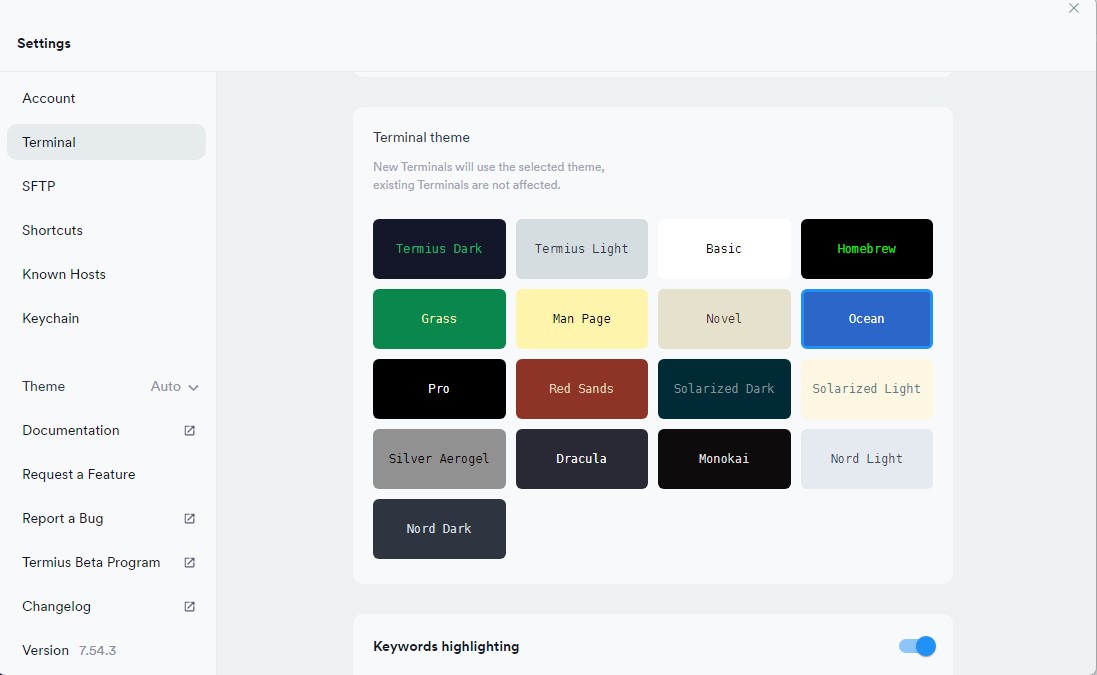 Settings
Account
Terminal
SFTP
Shortcuts
Known Hosts
Keychain
Theme Auto
Documentation
Request a Feature
Report a Bug
Termius Beta Program
Changelog
Version 7.54.3
Terminal theme
New Terminals will use the selected theme,
existing Terminals are not affected.
Termius Dark Termius Light Basic Homebrew
Grass Man Page Novel Ocean
Pro Red Sands Solarized Dark Solarized Light
Silver Aerogel Dracula Monokai Nord Light
Nord Dark
Keywords highlighting